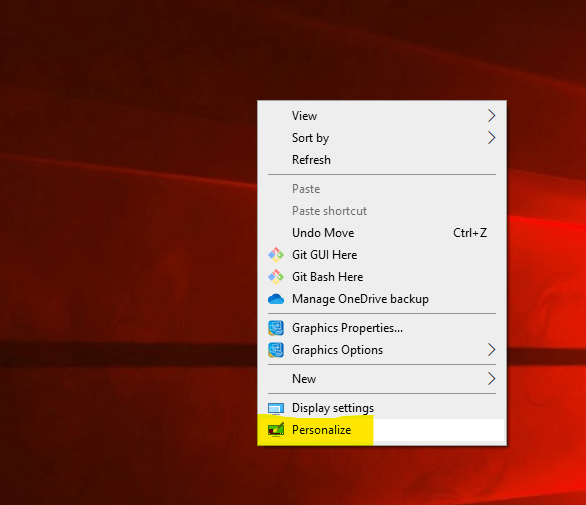 View
Sort by
Refresh
Paste
Paste shortcut
Undo Move Ctrl+Z
Git GUI Here
Git Bash Here
Manage OneDrive backup
Graphics Properties...
Graphics Options
New
Display settings
Personalize